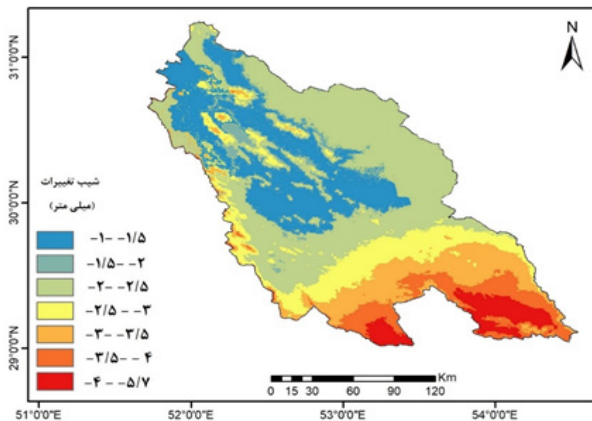 31°0'0"N
30°0'0"N
29°0'0"N
N
شیب تغییرات
(میلی متر)
-۱- -۱/۵
-۱/۵- -۲
-۲- -۲/۵
-۲/۵- -۳
-۳- -۳/۵
-۳/۵- -۴
-۴- -۵/۷
Km
0 15 30 60 90 120
51°0'0"E 52°0'0"E 53°0'0"E 54°0'0"E